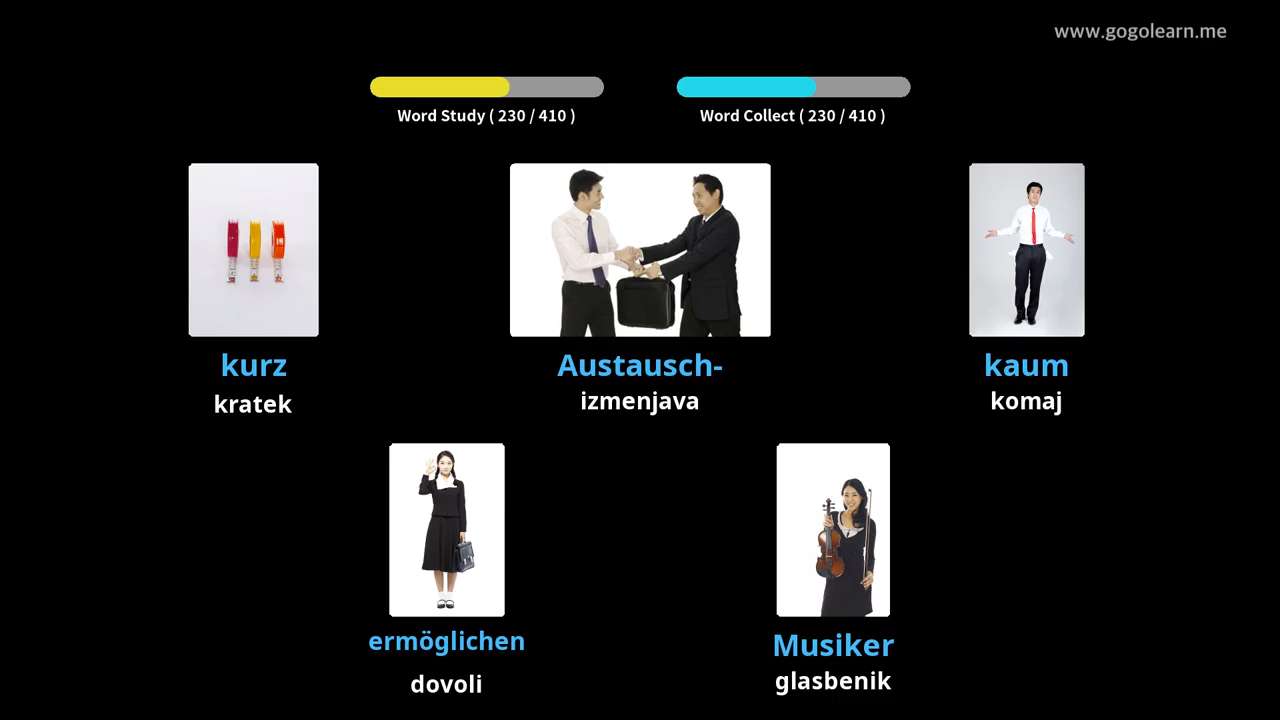 www.gogolearn.me
Word Study ( 230 / 410 )
Word Collect ( 230 / 410 )
kurz
kratek
Austausch-
izmenjava
kaum
komaj
ermöglichen
dovoli
Musiker
glasbenik